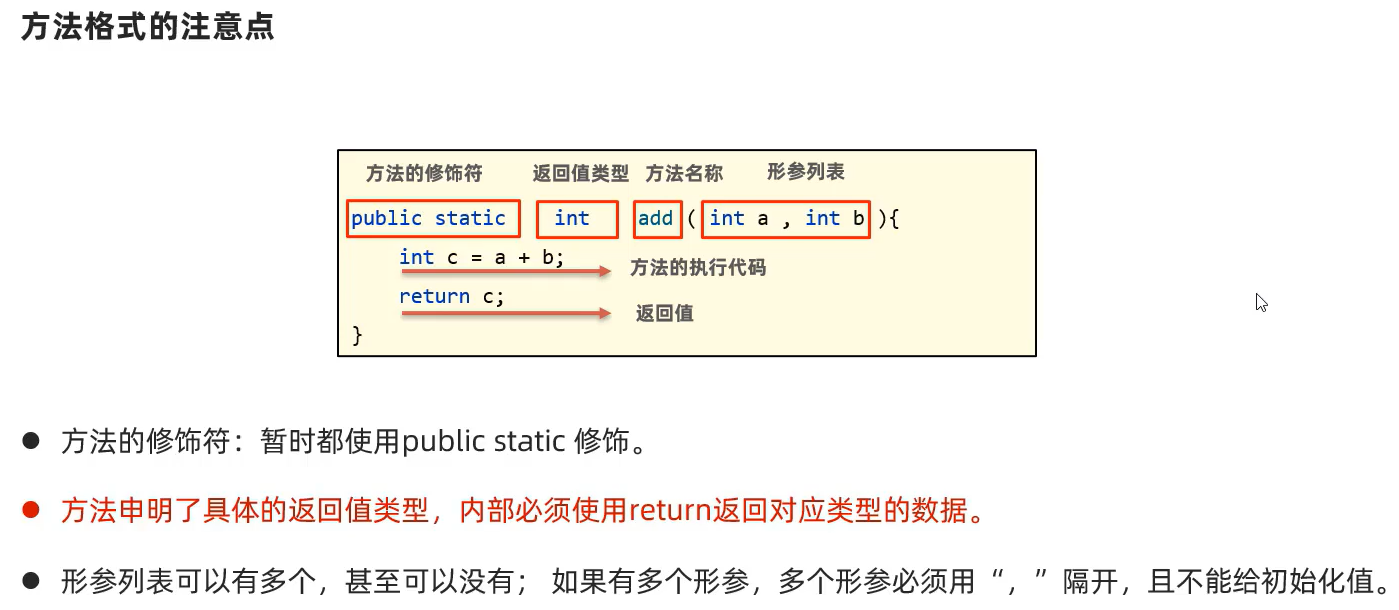 方法格式的注意点
方法的修饰符 返回值类型 方法名称 形参列表
public static int add ( int a , int b ){
int c = a + b; 方法的执行代码
return c; 返回值
}
● 方法的修饰符：暂时都使用public static 修饰。
● 方法申明了具体的返回值类型，内部必须使用return返回对应类型的数据。
● 形参列表可以有多个，甚至可以没有； 如果有多个形参，多个形参必须用“，”隔开，且不能给初始化值。